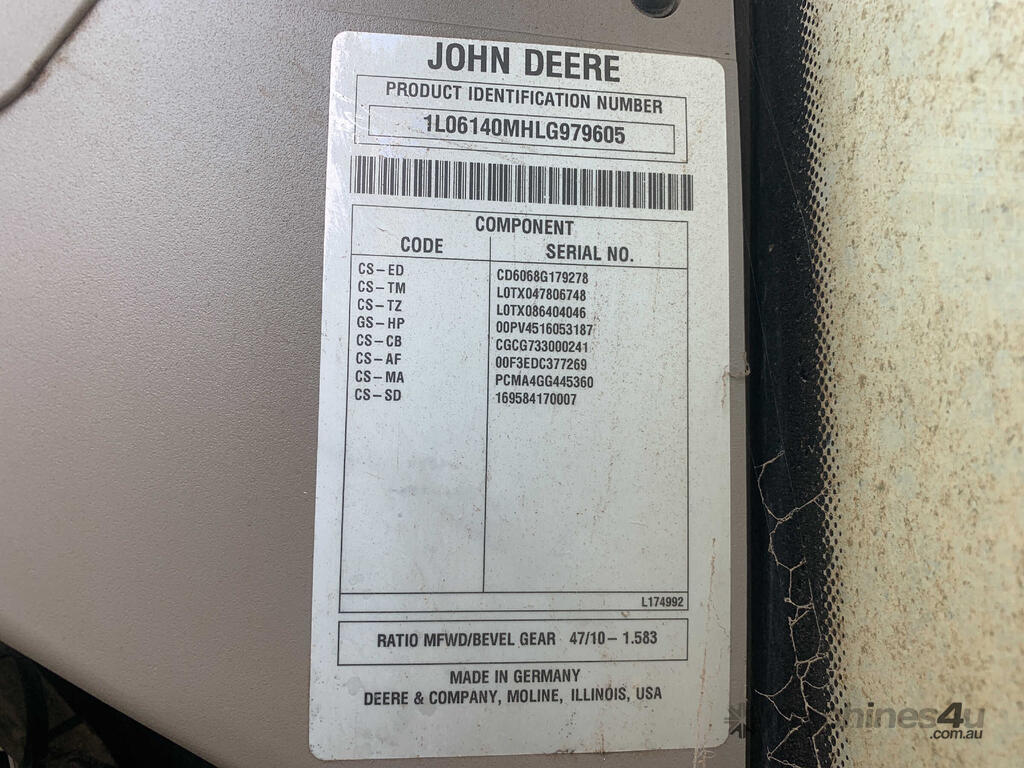 JOHN DEERE
PRODUCT IDENTIFICATION NUMBER
1L06140MHLG979605
COMPONENT
CODE SERIAL NO.
CS-ED CD6068G179278
CS-TM L0TX047806748
CS-TZ L0TX086404046
GS-HP 00PV4516053187
CS-CB CGCG733000241
CS-AF 00F3EDC377269
CS-MA PCMA4GG445360
CS-SD 169584170007
L174992
RATIO MFWD/BEVEL GEAR 47/10-1.583
MADE IN GERMANY
DEERE & COMPANY, MOLINE, ILLINOIS, USA
machines4u
.com.au